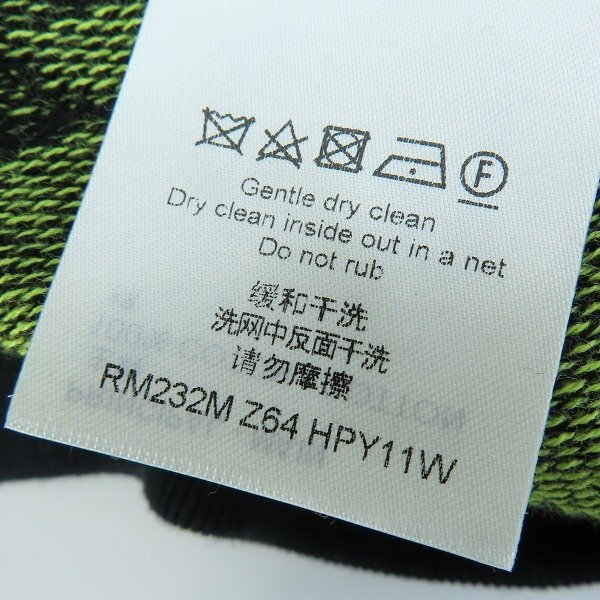 F
Gentle dry clean
Dry clean inside out in a net
Do not rub
缓和干洗
洗网中反面干洗
请勿摩擦
RM232M Z64 HPY11W